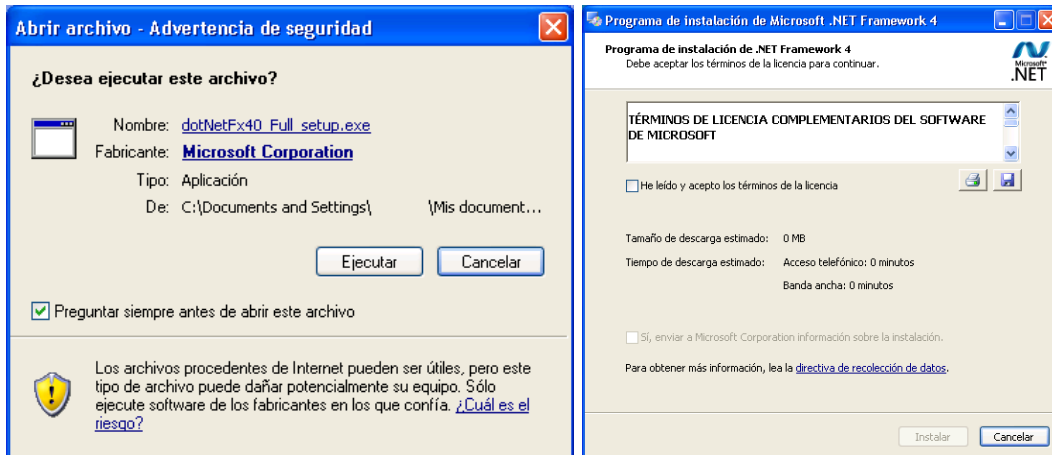 Abrir archivo - Advertencia de seguridad
¿Desea ejecutar este archivo?
Nombre: dotNetFx40_Full_setup.exe
Fabricante: Microsoft Corporation
Tipo: Aplicación
De: C:\Documents and Settings\ \Mis document...
Ejecutar Cancelar
Preguntar siempre antes de abrir este archivo
Los archivos procedentes de Internet pueden ser útiles, pero este
tipo de archivo puede dañar potencialmente su equipo. Sólo
ejecute software de los fabricantes en los que confía. ¿Cuál es el
riesgo?
Programa de instalación de Microsoft .NET Framework 4
Programa de instalación de .NET Framework 4
Debe aceptar los términos de la licencia para continuar.
Microsoft
.NET
TÉRMINOS DE LICENCIA COMPLEMENTARIOS DEL SOFTWARE
DE MICROSOFT
He leído y acepto los términos de la licencia
Tamaño de descarga estimado: 0 MB
Tiempo de descarga estimado: Acceso telefónico: 0 minutos
Banda ancha: 0 minutos
Sí, enviar a Microsoft Corporation información sobre la instalación.
Para obtener más información, lea la directiva de recolección de datos.
Instalar Cancelar